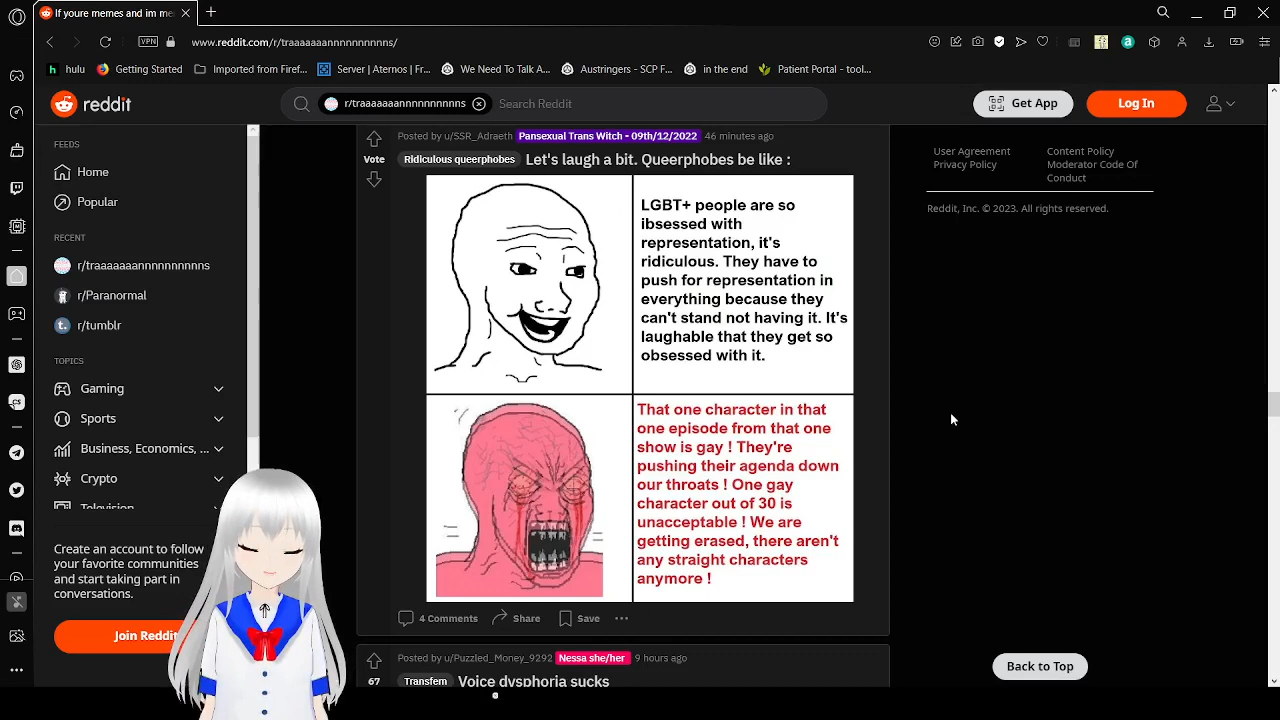 If youre memes and im mem
www.reddit.com/r/traaaaaaannnnnnnnnns/
VPN
hulu
Getting Started
Imported from Firef...
Server | Aternos | Fr...
We Need To Talk A...
Austringers - SCP F...
in the end
Patient Portal - tool...
reddit
r/traaaaaaannnnnnnnnns
Search Reddit
Get App
Log In
FEEDS
Home
Popular
RECENT
r/traaaaaaannnnnnnnnns
r/Paranormal
r/tumblr
TOPICS
Gaming
Sports
Business, Economics, ...
Crypto
Television
Create an account to follow
your favorite communities
and start taking part in
conversations.
Join Reddit
Posted by u/SSR_Adraeth Pansexual Trans Witch - 09th/12/2022 46 minutes ago
Vote
Ridiculous queerphobes Let's laugh a bit. Queerphobes be like :
LGBT+ people are so
ibsessed with
representation, it's
ridiculous. They have to
push for representation in
everything because they
can't stand not having it. It's
laughable that they get so
obsessed with it.
That one character in that
one episode from that one
show is gay ! They're
pushing their agenda down
our throats ! One gay
character out of 30 is
unacceptable ! We are
getting erased, there aren't
any straight characters
anymore !
4 Comments
Share
Save
Posted by u/Puzzled_Money_9292 Nessa she/her 9 hours ago
67
Transfem Voice dysphoria sucks
User Agreement
Privacy Policy
Content Policy
Moderator Code Of
Conduct
Reddit, Inc. © 2023. All rights reserved.
Back to Top